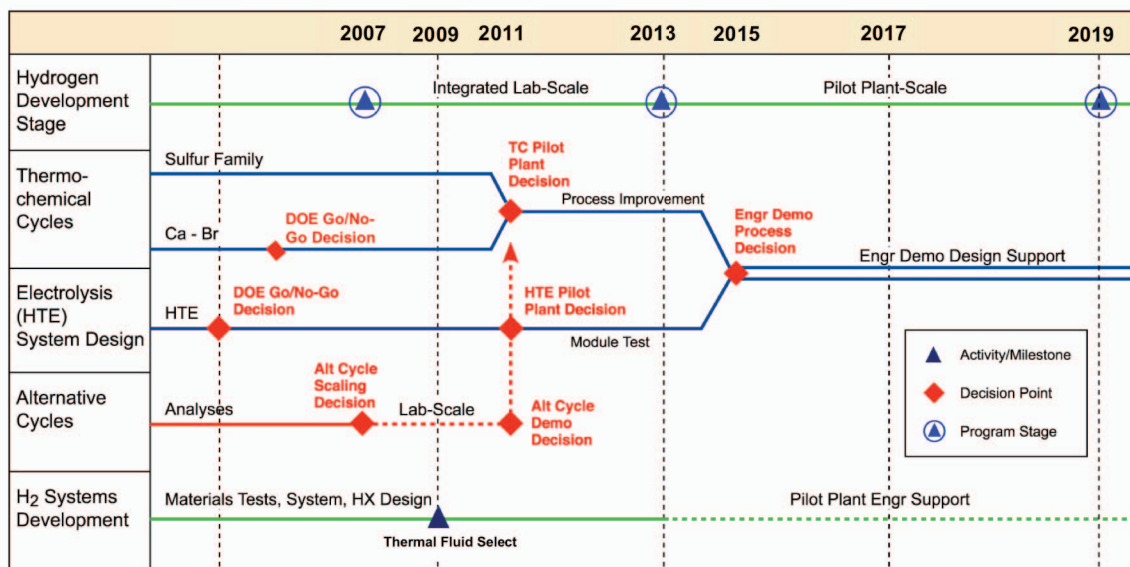 2007 2009 2011 2013 2015 2017 2019
Hydrogen
Development
Stage
Integrated Lab-Scale
Pilot Plant-Scale
Thermo-
chemical
Cycles
Sulfur Family
TC Pilot
Plant
Decision
Process Improvement
Ca - Br
DOE Go/No-
Go Decision
Engr Demo
Process
Decision
Engr Demo Design Support
Electrolysis
(HTE)
System Design
HTE
DOE Go/No-Go
Decision
HTE Pilot
Plant Decision
Module Test
Alternative
Cycles
Analyses
Alt Cycle
Scaling
Decision
Lab-Scale
Alt Cycle
Demo
Decision
Activity/Milestone
Decision Point
Program Stage
H2 Systems
Development
Materials Tests, System, HX Design
Thermal Fluid Select
Pilot Plant Engr Support